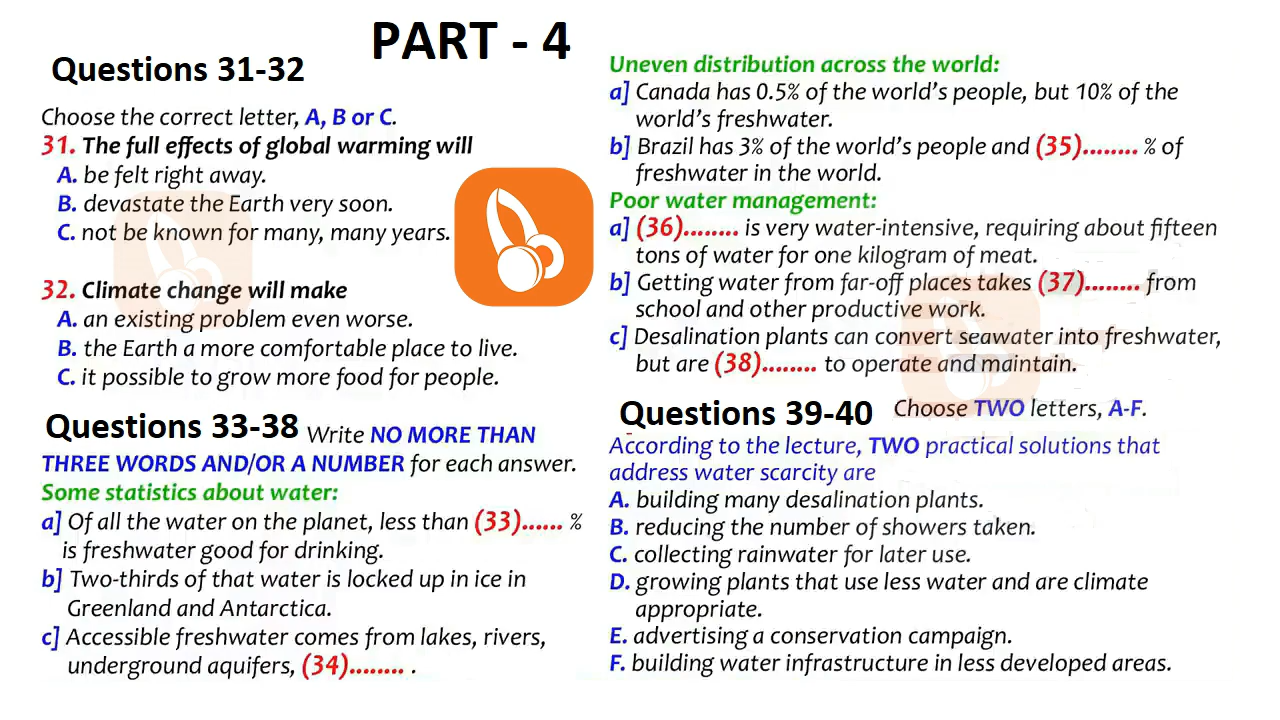 PART - 4
Questions 31-32
Choose the correct letter, A, B or C.
31. The full effects of global warming will
A. be felt right away.
B. devastate the Earth very soon.
C. not be known for many, many years.
32. Climate change will make
A. an existing problem even worse.
B. the Earth a more comfortable place to live.
C. it possible to grow more food for people.
Questions 33-38 Write NO MORE THAN
THREE WORDS AND/OR A NUMBER for each answer.
Some statistics about water:
a] Of all the water on the planet, less than (33)...... %
is freshwater good for drinking.
b] Two-thirds of that water is locked up in ice in
Greenland and Antarctica.
c] Accessible freshwater comes from lakes, rivers,
underground aquifers, (34)........ .
Uneven distribution across the world:
a] Canada has 0.5% of the world's people, but 10% of the
world's freshwater.
b] Brazil has 3% of the world's people and (35)........ % of
freshwater in the world.
Poor water management:
a] (36)........ is very water-intensive, requiring about fifteen
tons of water for one kilogram of meat.
b] Getting water from far-off places takes (37)........ from
school and other productive work.
c] Desalination plants can convert seawater into freshwater,
but are (38)........ to operate and maintain.
Questions 39-40 Choose TWO letters, A-F.
According to the lecture, TWO practical solutions that
address water scarcity are
A. building many desalination plants.
B. reducing the number of showers taken.
C. collecting rainwater for later use.
D. growing plants that use less water and are climate
appropriate.
E. advertising a conservation campaign.
F. building water infrastructure in less developed areas.